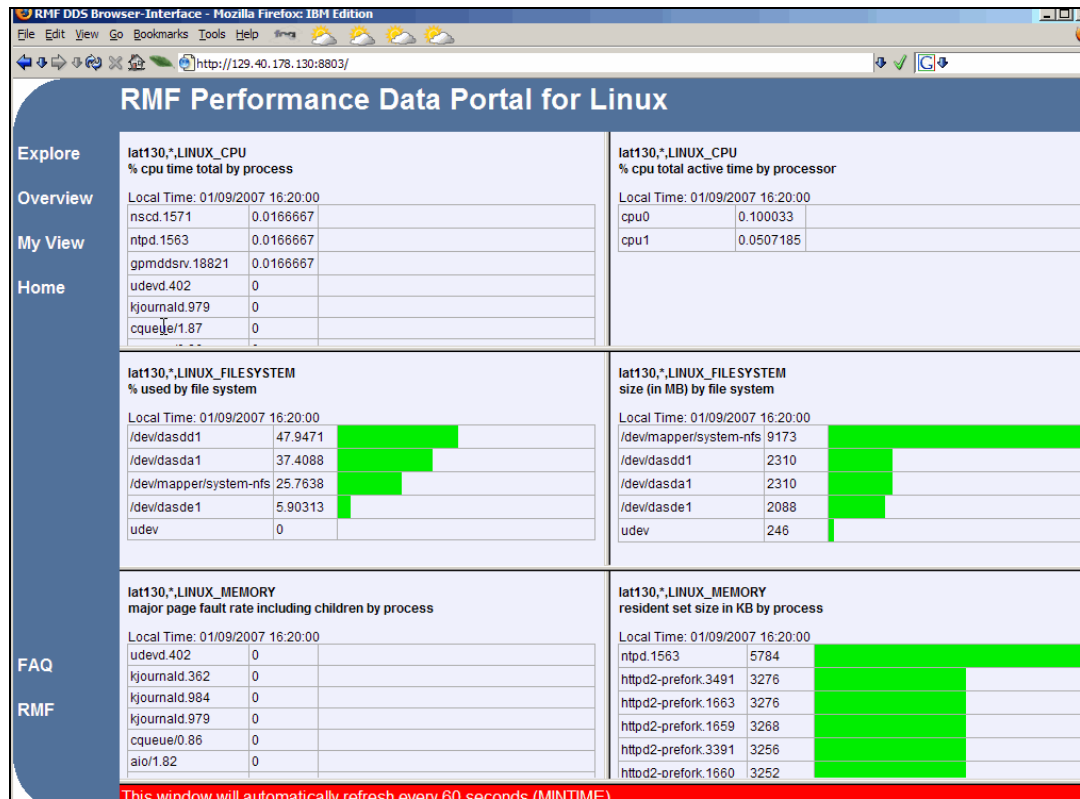 RMF DDS Browser-Interface - Mozilla Firefox: IBM Edition
File Edit View Go Bookmarks Tools Help
http://129.40.178.130:8803/
G
RMF Performance Data Portal for Linux
Explore
Overview
My View
Home
FAQ
RMF
lat130,*,LINUX_CPU
% cpu time total by process
Local Time: 01/09/2007 16:20:00
nscd.1571 0.0166667
ntpd.1563 0.0166667
gpmddsrv.18821 0.0166667
udevd.402 0
kjournald.979 0
cqueue/1.87 0
lat130,*,LINUX_CPU
% cpu total active time by processor
Local Time: 01/09/2007 16:20:00
cpu0 0.100033
cpu1 0.0507185
lat130,*,LINUX_FILESYSTEM
% used by file system
Local Time: 01/09/2007 16:20:00
/dev/dasdd1 47.9471
/dev/dasda1 37.4088
/dev/mapper/system-nfs 25.7638
/dev/dasde1 5.90313
udev 0
lat130,*,LINUX_FILESYSTEM
size (in MB) by file system
Local Time: 01/09/2007 16:20:00
/dev/mapper/system-nfs 9173
/dev/dasdd1 2310
/dev/dasda1 2310
/dev/dasde1 2088
udev 246
lat130,*,LINUX_MEMORY
major page fault rate including children by process
Local Time: 01/09/2007 16:20:00
udevd.402 0
kjournald.362 0
kjournald.984 0
kjournald.979 0
cqueue/0.86 0
aio/1.82 0
lat130,*,LINUX_MEMORY
resident set size in KB by process
Local Time: 01/09/2007 16:20:00
ntpd.1563 5784
httpd2-prefork.3491 3276
httpd2-prefork.1663 3276
httpd2-prefork.1659 3268
httpd2-prefork.3391 3256
httpd2-prefork.1660 3252
This window will automatically refresh every 60 seconds (MINTIME)